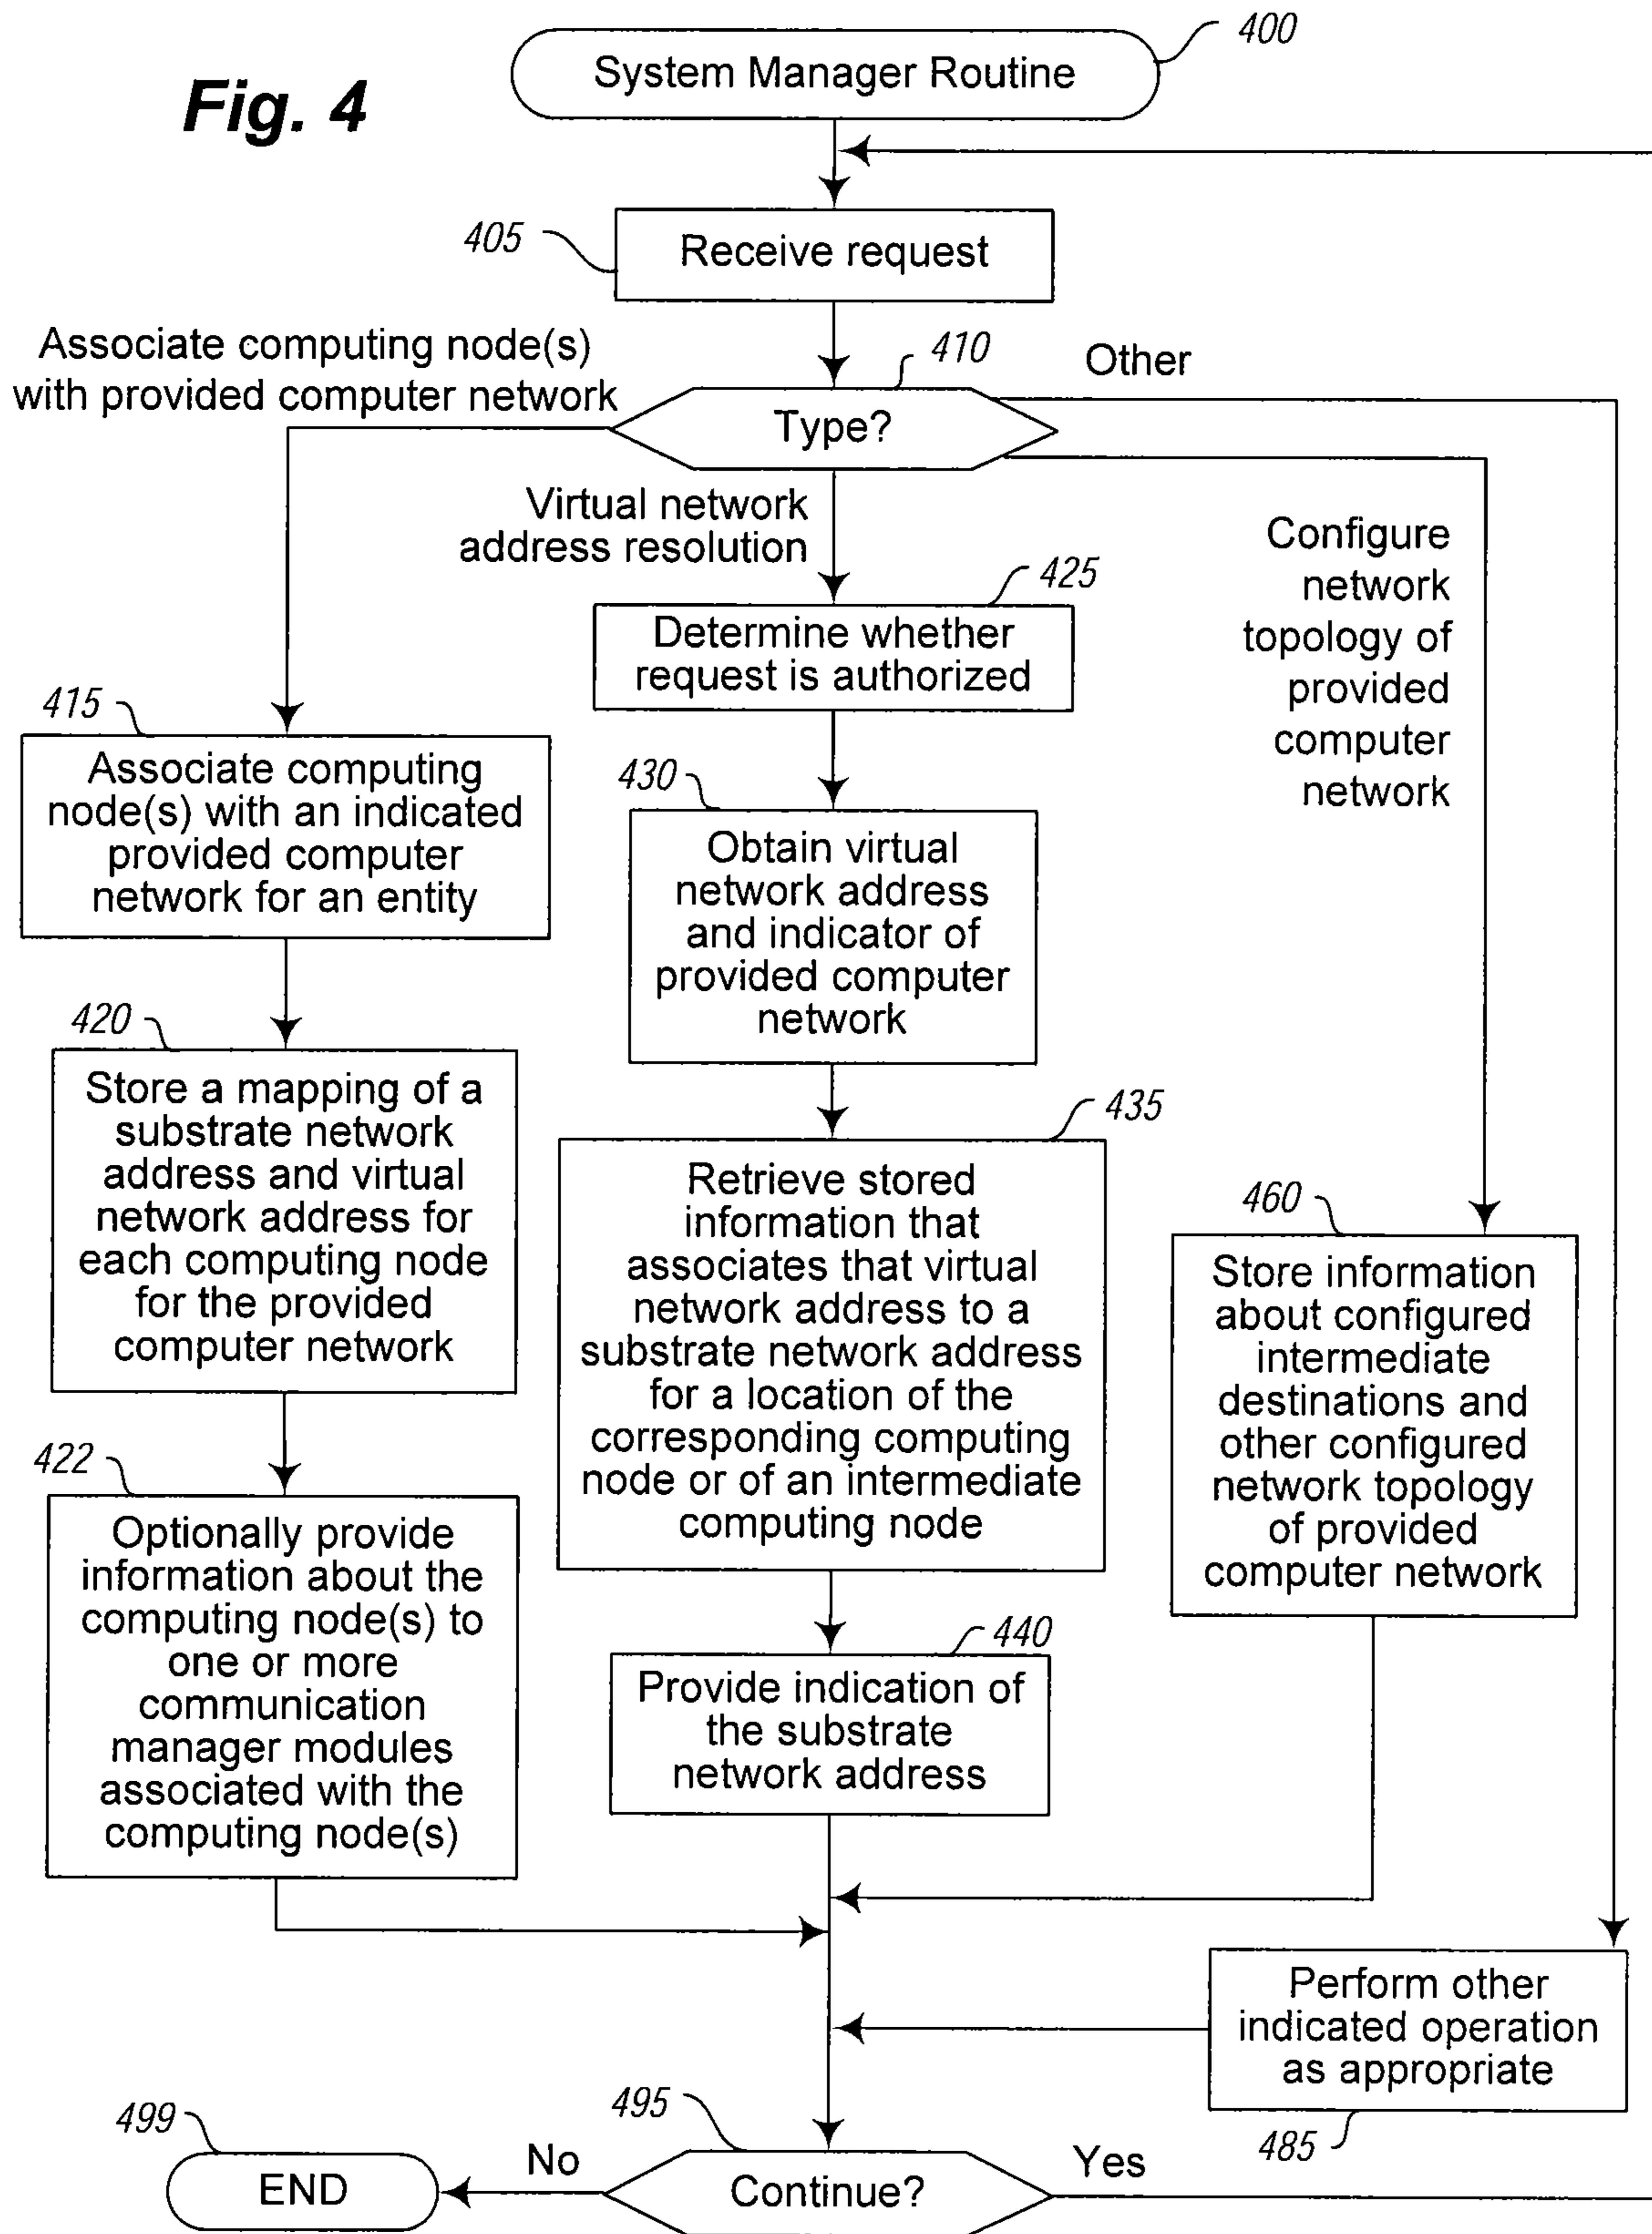 Fig. 4
System Manager Routine
400
405
Receive request
Associate computing node(s)
with provided computer network
410
Other
Type?
Virtual network
address resolution
Configure
network
topology of
provided
computer
network
425
Determine whether
request is authorized
415
Associate computing
node(s) with an indicated
provided computer
network for an entity
430
Obtain virtual
network address
and indicator of
provided computer
network
420
Store a mapping of a
substrate network
address and virtual
network address for
each computing node
for the provided
computer network
435
Retrieve stored
information that
associates that virtual
network address to a
substrate network address
for a location of the
corresponding computing
node or of an intermediate
computing node
460
Store information
about configured
intermediate
destinations and
other configured
network topology
of provided
computer network
422
Optionally provide
information about the
computing node(s) to
one or more
communication
manager modules
associated with the
computing node(s)
440
Provide indication of
the substrate
network address
Perform other
indicated operation
as appropriate
485
495
Continue?
Yes
No
499
END